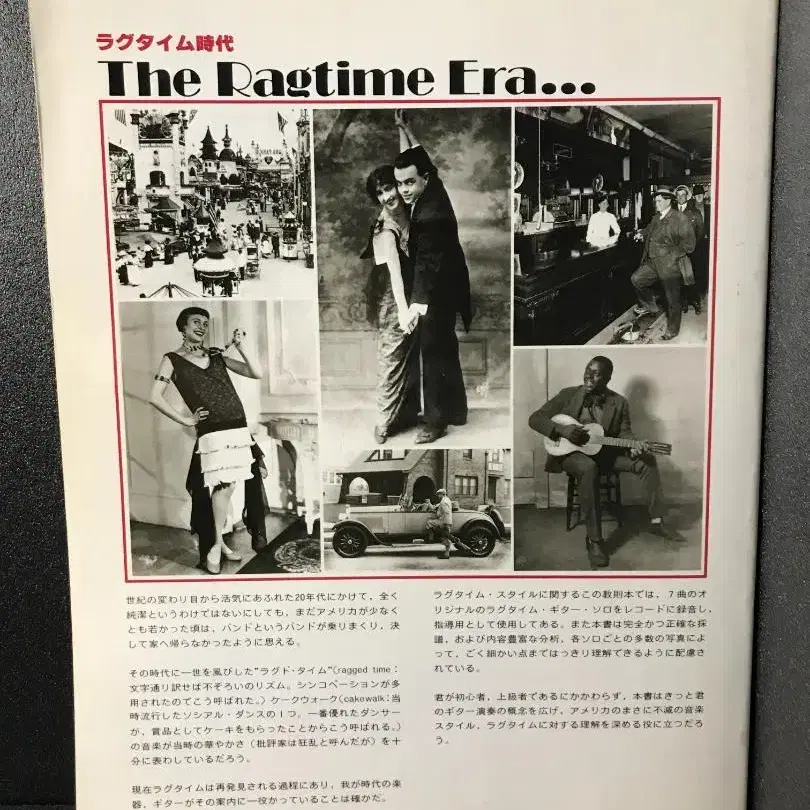 ラグタイム時代
The Ragtime Era...
世紀の変わり目から活気にあふれた20年代にかけて、全く
純潔というわけではないにしても、まだアメリカが少なく
とも若かった頃は、バンドというバンドが乗りまくり、決
して家へ帰らなかったように思える。
その時代に一世を風びした“ラグド・タイム”(ragged time：
文字通り訳せば不ぞろいのリズム。シンコペーションが多
用されたのでこう呼ばれた。)ケークウォーク(cakewalk：当
時流行したソシアル・ダンスの1つ。一番優れたダンサー
が、賞品としてケーキをもらったことからこう呼ばれる。)
の音楽が当時の華やかさ(批評家は狂乱と呼んだが)を十
分に表わしているだろう。
現在ラグタイムは再発見される過程にあり、我が時代の楽
器、ギターがその案内に一役かっていることは確かだ。
ラグタイム・スタイルに関するこの教則本では、7曲のオ
リジナルのラグタイム・ギター・ソロをレコードに録音し、
指導用として使用してある。また本書は完全かつ正確な採
譜、および内容豊富な分析、各ソロごとの多数の写真によ
って、ごく細かい点まではっきり理解できるように配慮さ
れている。
君が初心者、上級者であるにかかわらず、本書はきっと君
のギター演奏の概念を広げ、アメリカのまさに不滅の音楽
スタイル、ラグタイムに対する理解を深める役に立つだろ
う。